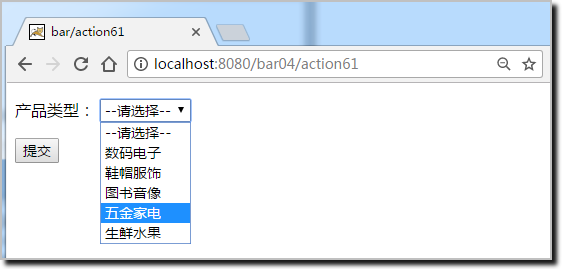 bar/action61
localhost:8080/bar04/action61
产品类型： --请选择--
--请选择--
数码电子
鞋帽服饰
图书音像
五金家电
生鲜水果
提交